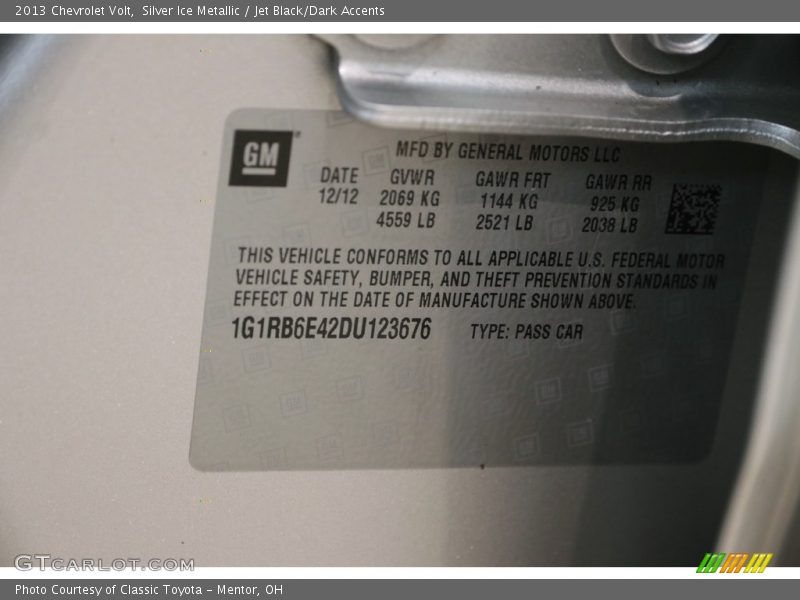 2013 Chevrolet Volt, Silver Ice Metallic / Jet Black/Dark Accents
GM
MFD BY GENERAL MOTORS LLC
DATE GVWR GAWR FRT GAWR RR
12/12 2069 KG 1144 KG 925 KG
4559 LB 2521 LB 2038 LB
THIS VEHICLE CONFORMS TO ALL APPLICABLE U.S. FEDERAL MOTOR
VEHICLE SAFETY, BUMPER, AND THEFT PREVENTION STANDARDS IN
EFFECT ON THE DATE OF MANUFACTURE SHOWN ABOVE.
1G1RB6E42DU123676 TYPE: PASS CAR
GTCARLOT.COM
Photo Courtesy of Classic Toyota - Mentor, OH